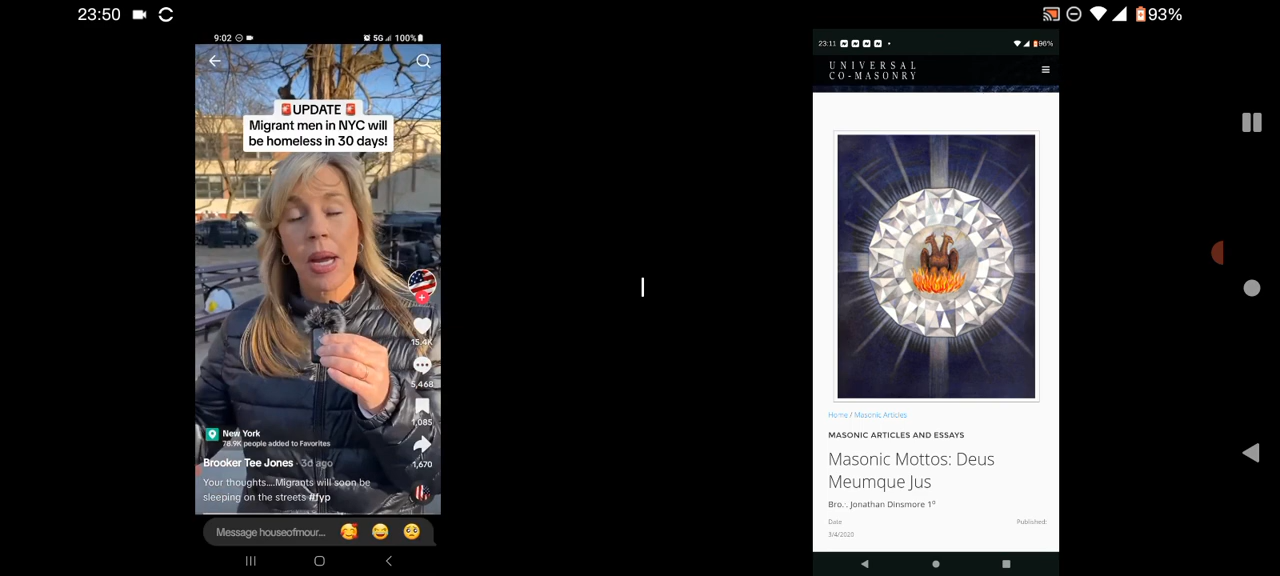 23:50
93%
9:02
5G
100%
🚨UPDATE 🚨
Migrant men in NYC will
be homeless in 30 days!
15.4K
5,468
1,085
1,670
New York
78.9K people added to Favorites
Brooker Tee Jones · 3d ago
Your thoughts....Migrants will soon be
sleeping on the streets #fyp
Message houseofmour...
23:11
96%
UNIVERSAL
CO-MASONRY
Home / Masonic Articles
MASONIC ARTICLES AND ESSAYS
Masonic Mottos: Deus
Meumque Jus
Bro∴ Jonathan Dinsmore 1°
Date Published:
3/4/2020